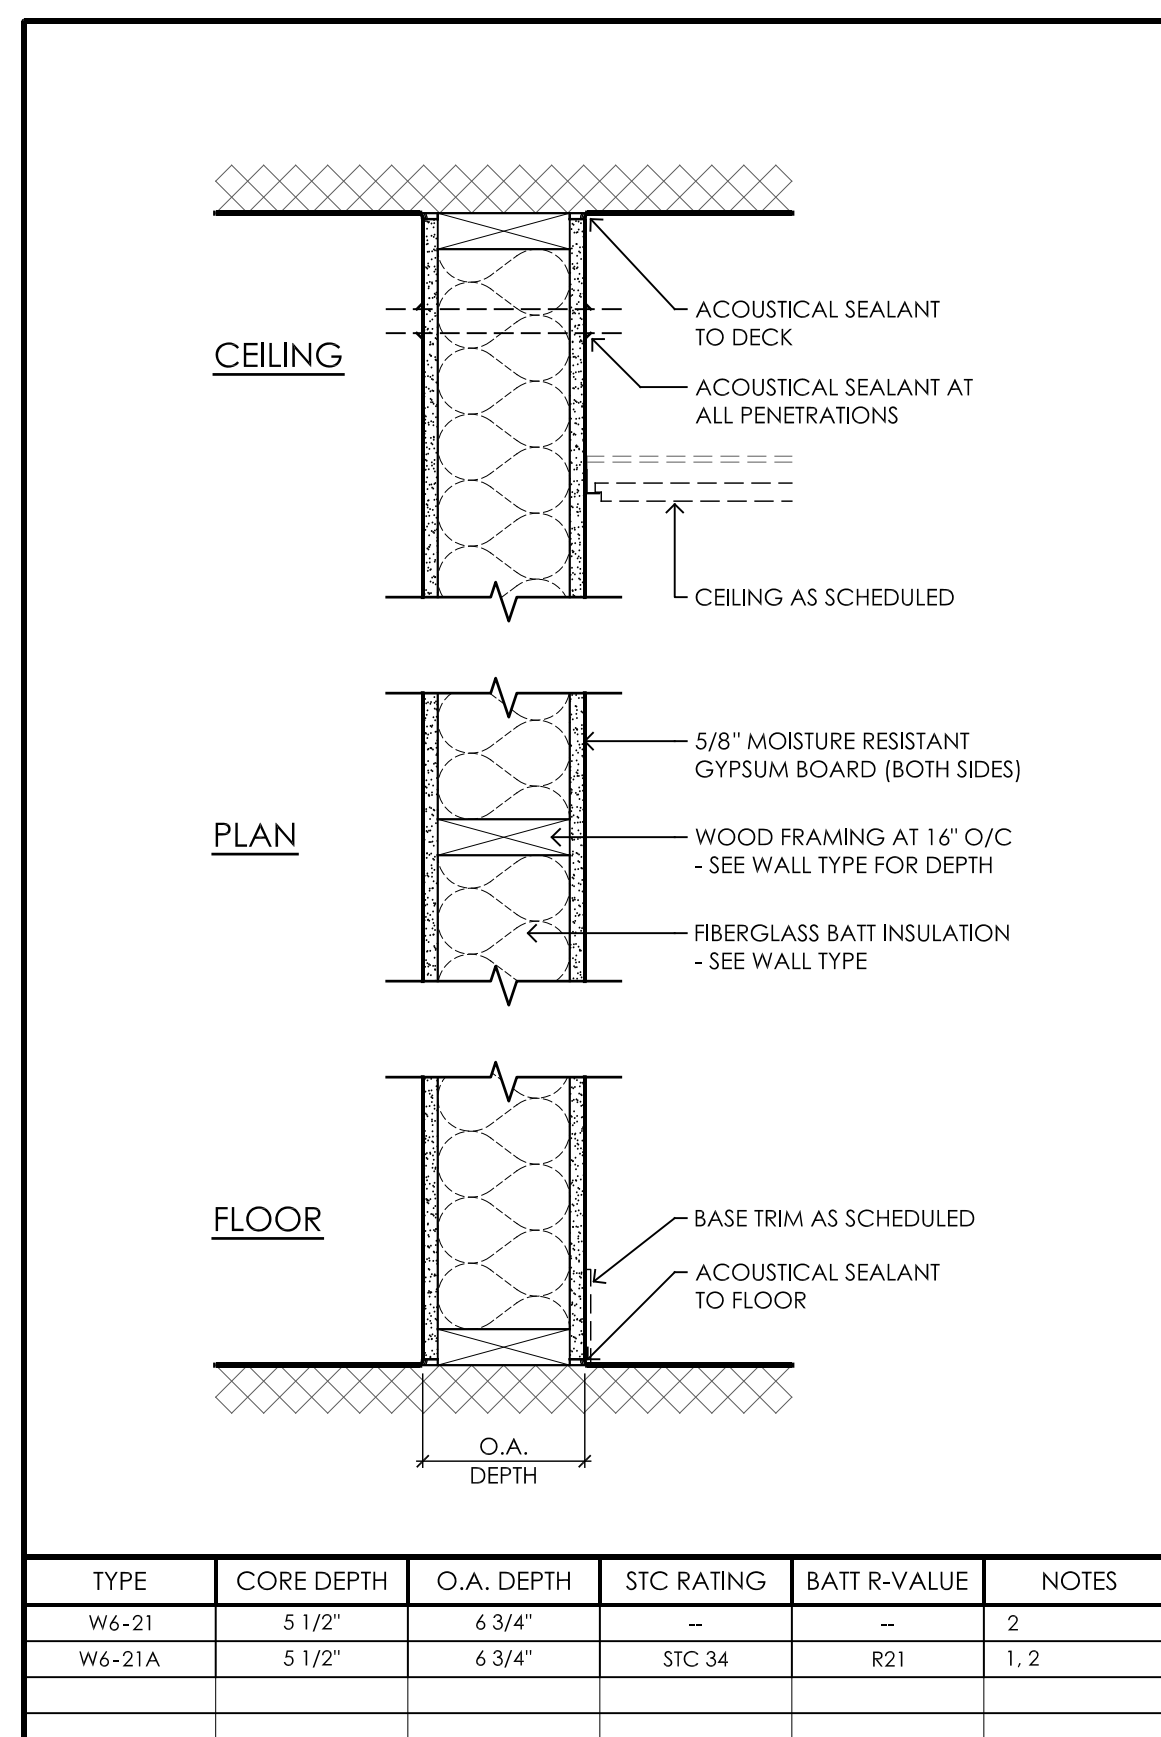 ACOUSTICAL SEALANT
TO DECK
CEILING
ACOUSTICAL SEALANT AT
ALL PENETRATIONS
CEILING AS SCHEDULED
5/8" MOISTURE RESISTANT
GYPSUM BOARD (BOTH SIDES)
PLAN
WOOD FRAMING AT 16" O/C
- SEE WALL TYPE FOR DEPTH
FIBERGLASS BATT INSULATION
- SEE WALL TYPE
FLOOR
BASE TRIM AS SCHEDULED
ACOUSTICAL SEALANT
TO FLOOR
O.A.
DEPTH
TYPE CORE DEPTH O.A. DEPTH STC RATING BATT R-VALUE NOTES
W6-21 5 1/2" 6 3/4" -- -- 2
W6-21A 5 1/2" 6 3/4" STC 34 R21 1, 2